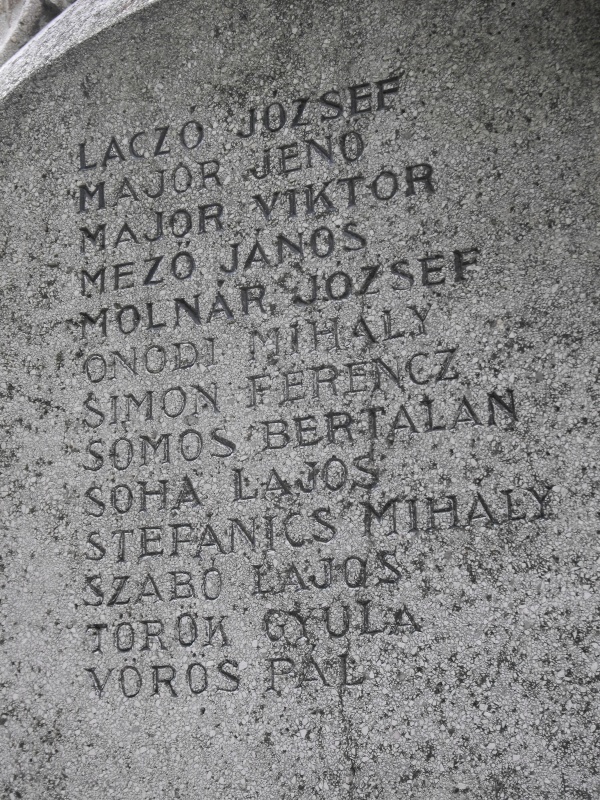 LACZÓ JÓZSEF
MAJOR JENŐ
MAJOR VIKTOR
MEZŐ JÁNOS
MOLNÁR JÓZSEF
ÓNODI MIHÁLY
SIMON FERENCZ
SOMOS BERTALAN
SOHA LAJOS
STEFANICS MIHÁLY
SZABÓ LAJOS
TÖRÖK GYULA
VÖRÖS PÁL